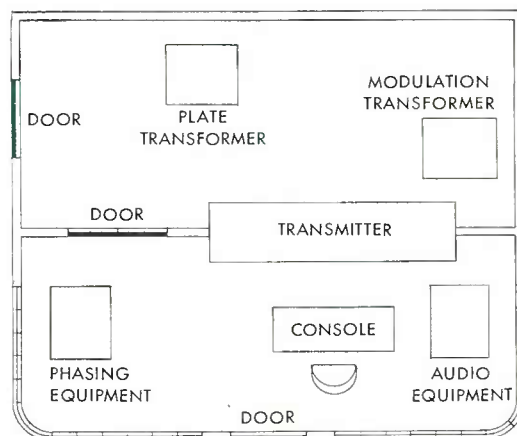 DOOR
PLATE
TRANSFORMER
MODULATION
TRANSFORMER
DOOR
TRANSMITTER
CONSOLE
PHASING
EQUIPMENT
AUDIO
EQUIPMENT
DOOR